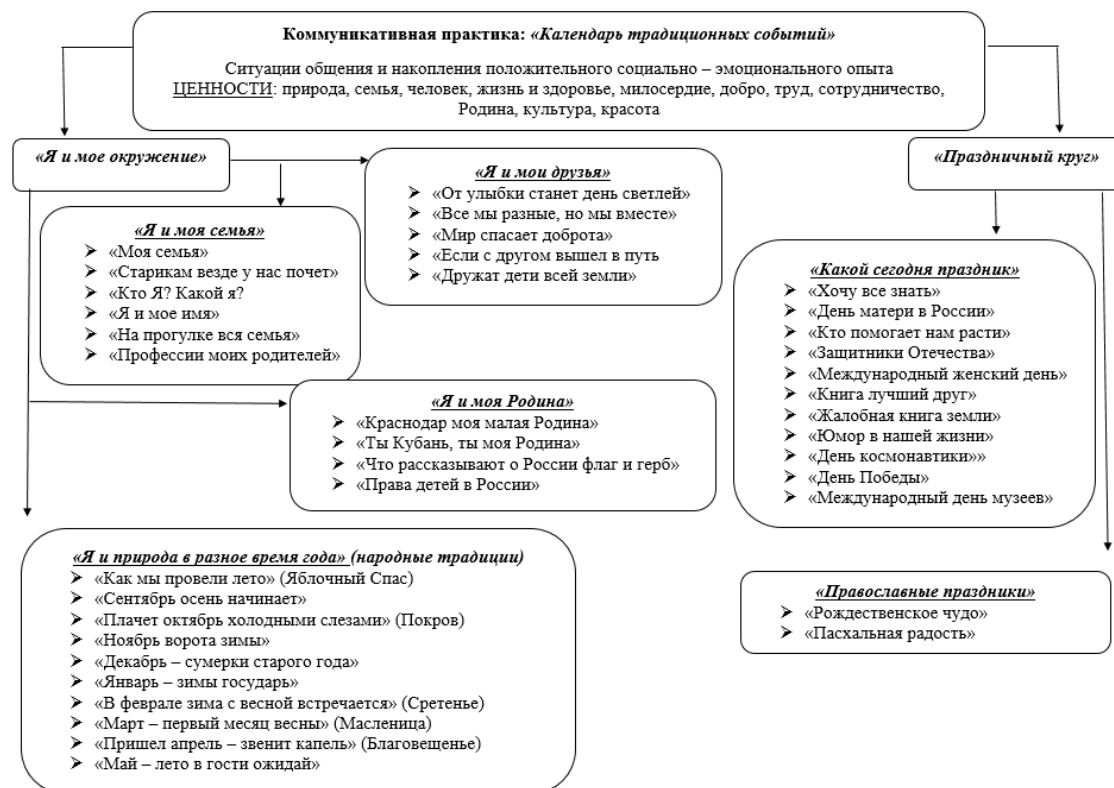 Коммуникативная практика: «Календарь традиционных событий»
Ситуации общения и накопления положительного социально – эмоционального опыта
ЦЕННОСТИ: природа, семья, человек, жизнь и здоровье, милосердие, добро, труд, сотрудничество,
Родина, культура, красота
«Я и мое окружение»
«Праздничный круг»
«Я и мои друзья»
«От улыбки станет день светлей»
«Все мы разные, но мы вместе»
«Мир спасает доброта»
«Если с другом вышел в путь
«Дружат дети всей земли»
«Я и моя семья»
«Моя семья»
«Старикам везде у нас почет»
«Кто Я? Какой я?
«Я и мое имя»
«На прогулке вся семья»
«Профессии моих родителей»
«Какой сегодня праздник»
«Хочу все знать»
«День матери в России»
«Кто помогает нам расти»
«Защитники Отечества»
«Международный женский день»
«Книга лучший друг»
«Жалобная книга земли»
«Юмор в нашей жизни»
«День космонавтики»»
«День Победы»
«Международный день музеев»
«Я и моя Родина»
«Краснодар моя малая Родина»
«Ты Кубань, ты моя Родина»
«Что рассказывают о России флаг и герб»
«Права детей в России»
«Я и природа в разное время года» (народные традиции)
«Как мы провели лето» (Яблочный Спас)
«Сентябрь осень начинает»
«Плачет октябрь холодными слезами» (Покров)
«Ноябрь ворота зимы»
«Декабрь – сумерки старого года»
«Январь – зимы государь»
«В феврале зима с весной встречается» (Сретенье)
«Март – первый месяц весны» (Масленица)
«Пришел апрель – звенит капель» (Благовещенье)
«Май – лето в гости ожидай»
«Православные праздники»
«Рождественское чудо»
«Пасхальная радость»